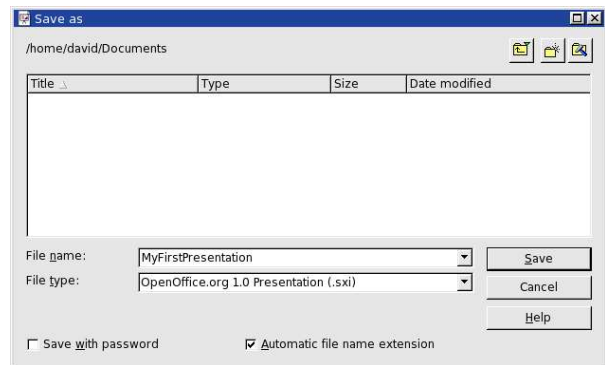 Save as
/home/david/Documents
Title Type Size Date modified
File name: MyFirstPresentation Save
File type: OpenOffice.org 1.0 Presentation (.sxi) Cancel
Help
Save with password Automatic file name extension